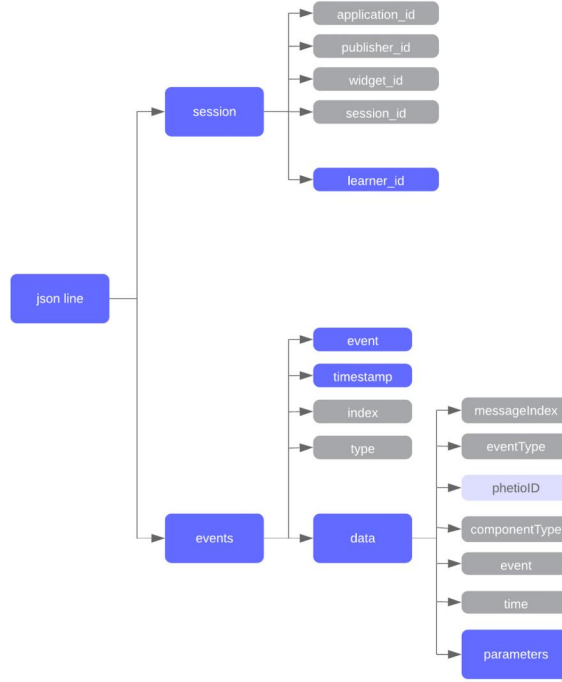 application_id
publisher_id
widget_id
session
session_id
learner_id
json line
event
timestamp
index
type
events
data
messageIndex
eventType
phetioID
componentType
event
time
parameters